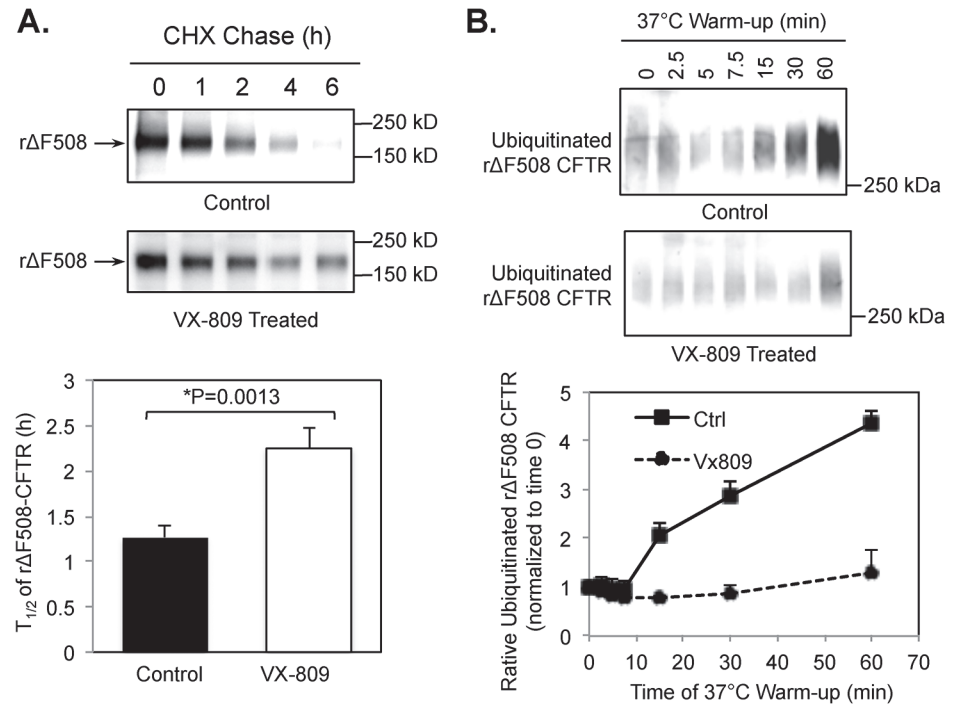 A.
CHX Chase (h)
0 1 2 4 6
rΔF508
250 kD
150 kD
Control
rΔF508
250 kD
150 kD
VX-809 Treated
3
2.5
2
1.5
1
0.5
0
T1/2 of rΔF508-CFTR (h)
*P=0.0013
Control VX-809
B.
37°C Warm-up (min)
0 2.5 5 7.5 15 30 60
Ubiquitinated
rΔF508 CFTR
250 kDa
Control
Ubiquitinated
rΔF508 CFTR
250 kDa
VX-809 Treated
Rative Ubiquitinated rΔF508 CFTR
(normalized to time 0)
5
4
3
2
1
0
Ctrl
Vx809
0 10 20 30 40 50 60 70
Time of 37°C Warm-up (min)